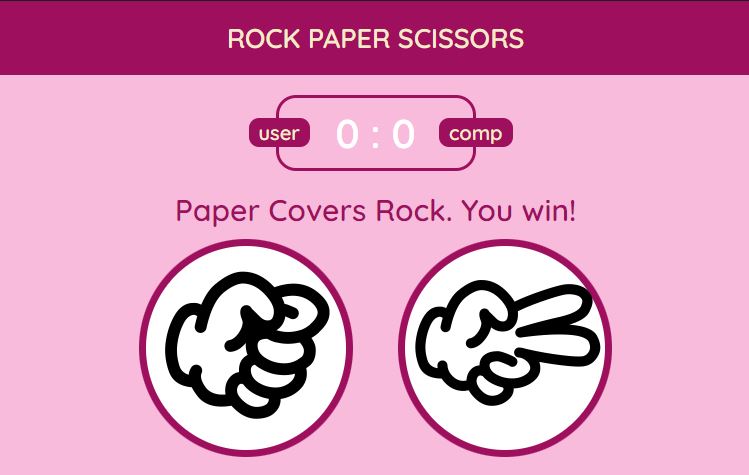 ROCK PAPER SCISSORS
user 0 : 0 comp
Paper Covers Rock. You win!